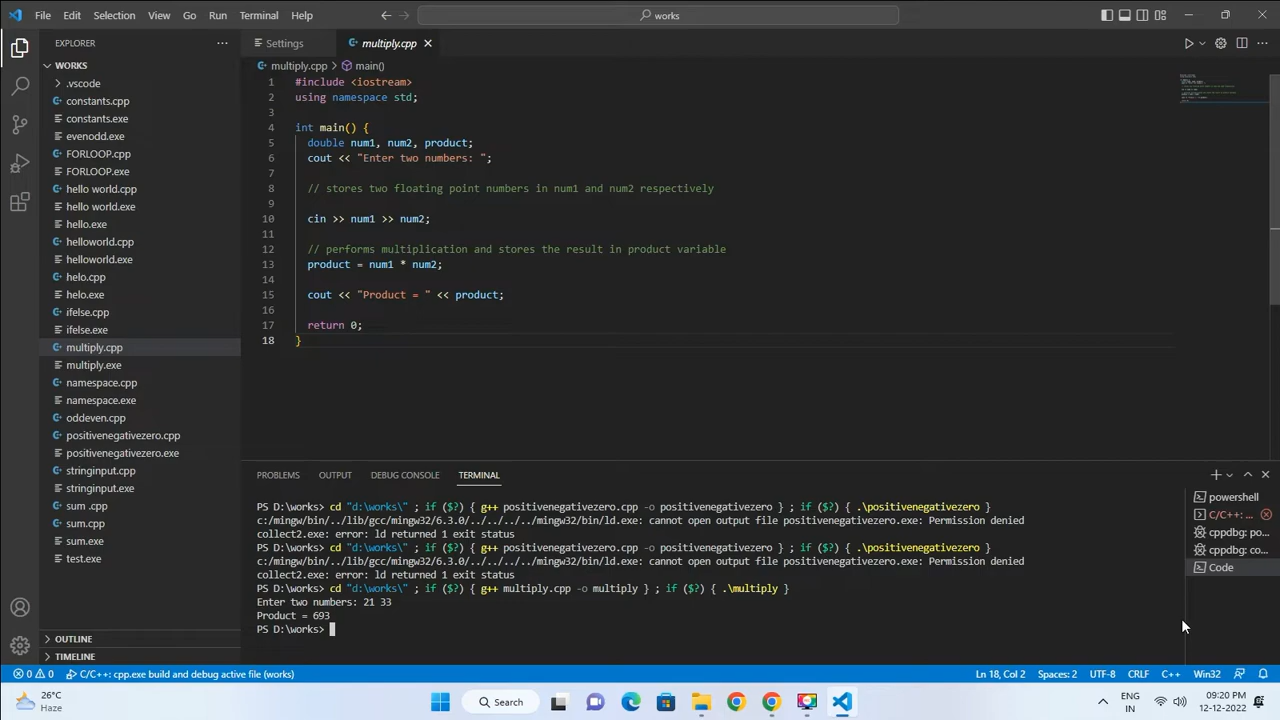 File Edit Selection View Go Run Terminal Help
works
EXPLORER
Settings
multiply.cpp
WORKS
multiply.cpp > main()
.vscode
constants.cpp
constants.exe
evenodd.exe
FORLOOP.cpp
FORLOOP.exe
hello world.cpp
hello world.exe
hello.exe
helloworld.cpp
helloworld.exe
helo.cpp
helo.exe
ifelse.cpp
ifelse.exe
multiply.cpp
multiply.exe
namespace.cpp
namespace.exe
oddeven.cpp
positivenegativezero.cpp
positivenegativezero.exe
stringinput.cpp
stringinput.exe
sum .cpp
sum.cpp
sum.exe
test.exe
OUTLINE
TIMELINE
1 #include <iostream>
2 using namespace std;
3
4 int main() {
5 double num1, num2, product;
6 cout << "Enter two numbers: ";
7
8 // stores two floating point numbers in num1 and num2 respectively
9
10 cin >> num1 >> num2;
11
12 // performs multiplication and stores the result in product variable
13 product = num1 * num2;
14
15 cout << "Product = " << product;
16
17 return 0;
18 }
PROBLEMS OUTPUT DEBUG CONSOLE TERMINAL
PS D:\works> cd "d:\works\" ; if ($?) { g++ positivenegativezero.cpp -o positivenegativezero } ; if ($?) { .\positivenegativezero }
c:/mingw/bin/../lib/gcc/mingw32/6.3.0/../../../../mingw32/bin/ld.exe: cannot open output file positivenegativezero.exe: Permission denied
collect2.exe: error: ld returned 1 exit status
PS D:\works> cd "d:\works\" ; if ($?) { g++ positivenegativezero.cpp -o positivenegativezero } ; if ($?) { .\positivenegativezero }
c:/mingw/bin/../lib/gcc/mingw32/6.3.0/../../../../mingw32/bin/ld.exe: cannot open output file positivenegativezero.exe: Permission denied
collect2.exe: error: ld returned 1 exit status
PS D:\works> cd "d:\works\" ; if ($?) { g++ multiply.cpp -o multiply } ; if ($?) { .\multiply }
Enter two numbers: 21 33
Product = 693
PS D:\works>
powershell
C/C++: ...
cppdbg: po...
cppdbg: co...
Code
0 0 C/C++: cpp.exe build and debug active file (works)
Ln 18, Col 2 Spaces: 2 UTF-8 CRLF C++ Win32
26°C
Haze
Search
ENG
IN
09:20 PM
12-12-2022